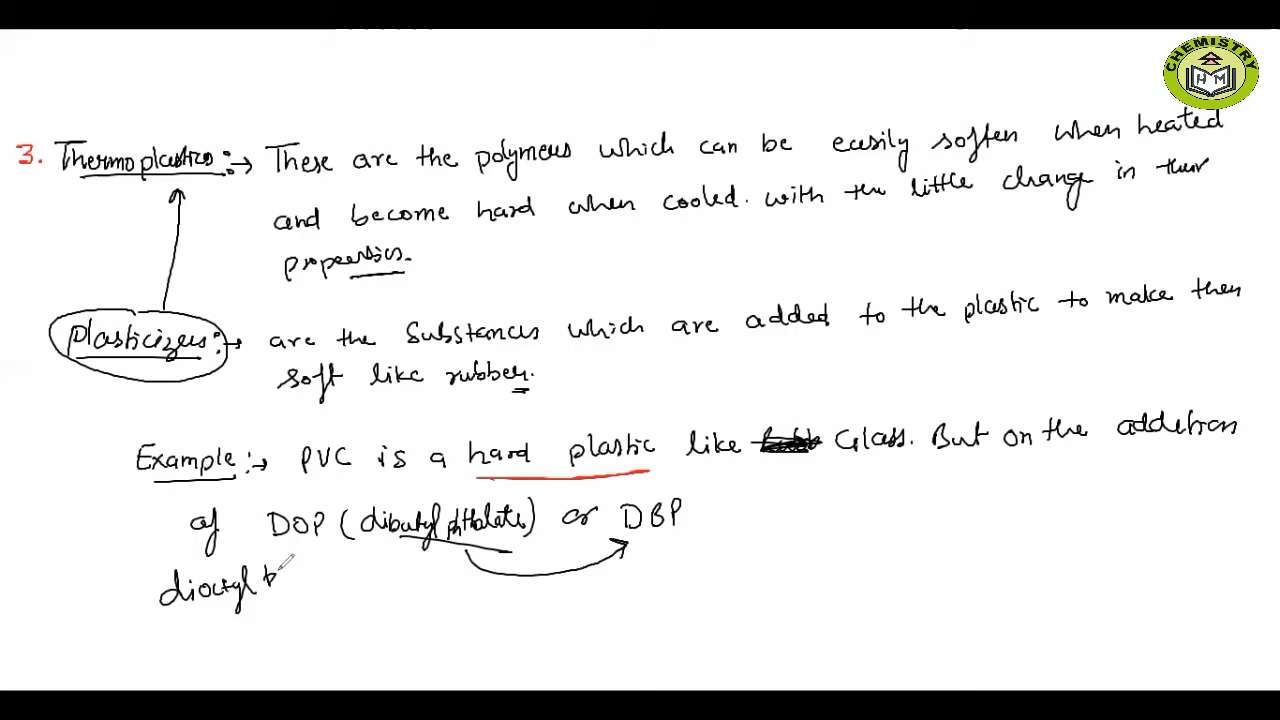 CHEMISTRY
H M
3. Thermoplastics :→ These are the polymers which can be easily soften when heated
and become hard when cooled. with the little change in their
properties.
Plasticizers :→ are the substances which are added to the plastic to make them
soft like rubber.
Example :→ PVC is a hard plastic like Glass. But on the addition
of DOP (dibutyl phthalate) or DBP
dioctyl